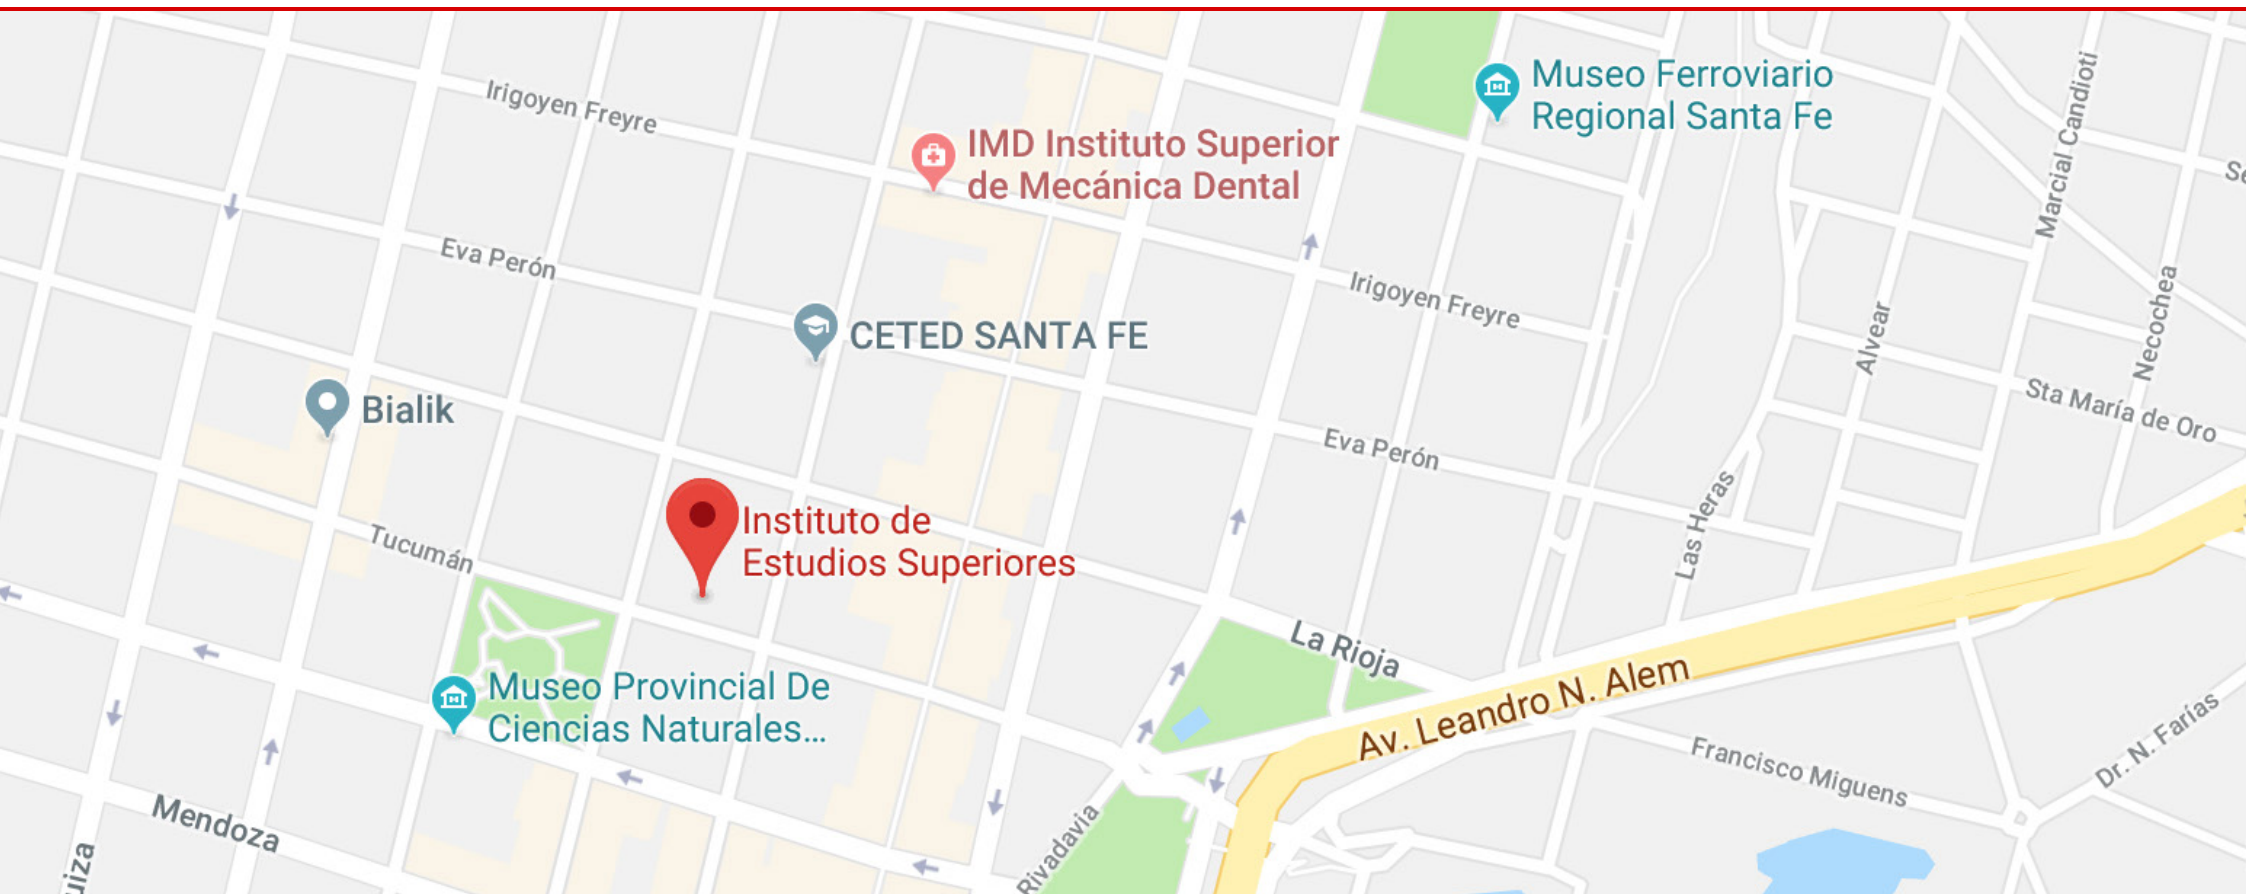 Museo Ferroviario
Regional Santa Fe
Irigoyen Freyre
Marcial Candioti
IMD Instituto Superior
de Mecánica Dental
Eva Perón
Irigoyen Freyre
Necochea
Alvear
CETED SANTA FE
Bialik
Sta María de Oro
Eva Perón
Las Heras
Instituto de
Estudios Superiores
Tucumán
La Rioja
Museo Provincial De
Ciencias Naturales...
Av. Leandro N. Alem
Francisco Miguens
Dr. N. Farías
Mendoza
Rivadavia